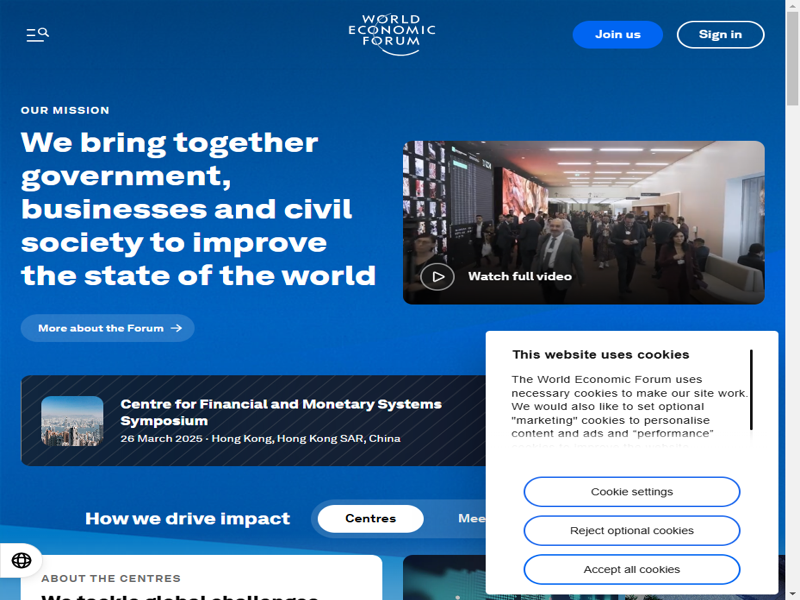 WORLD
ECONOMIC
FORUM
Join us
Sign in
OUR MISSION
We bring together
government,
businesses and civil
society to improve
the state of the world
Watch full video
More about the Forum
Centre for Financial and Monetary Systems
Symposium
26 March 2025 · Hong Kong, Hong Kong SAR, China
How we drive impact
Centres
Mee
ABOUT THE CENTRES
We tackle global challenges
This website uses cookies
The World Economic Forum uses
necessary cookies to make our site work.
We would also like to set optional
"marketing" cookies to personalise
content and ads and “performance”
Cookie settings
Reject optional cookies
Accept all cookies